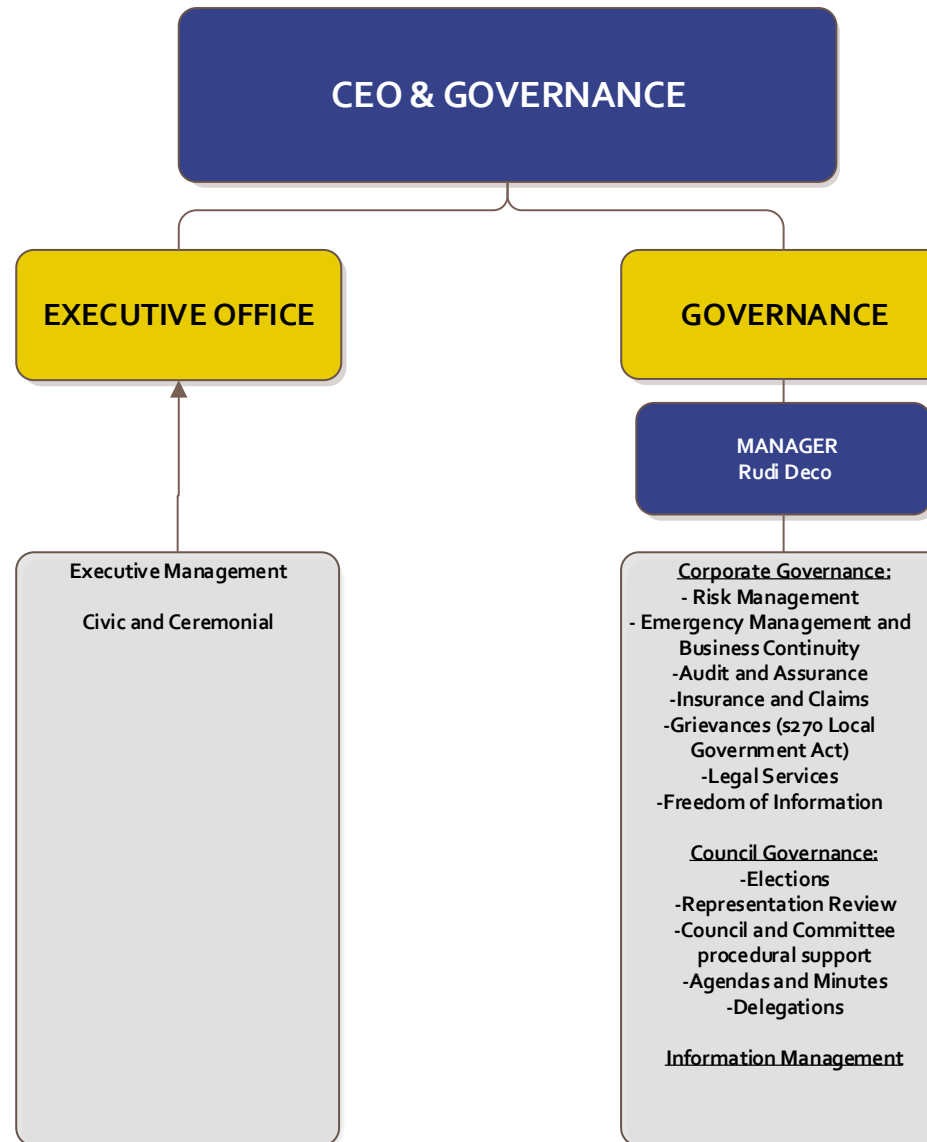 CEO & GOVERNANCE
EXECUTIVE OFFICE
GOVERNANCE
MANAGER
Rudi Deco
Executive Management
Civic and Ceremonial
Corporate Governance:
- Risk Management
- Emergency Management and
Business Continuity
-Audit and Assurance
-Insurance and Claims
-Grievances (s270 Local
Government Act)
-Legal Services
-Freedom of Information
Council Governance:
-Elections
-Representation Review
-Council and Committee
procedural support
-Agendas and Minutes
-Delegations
Information Management